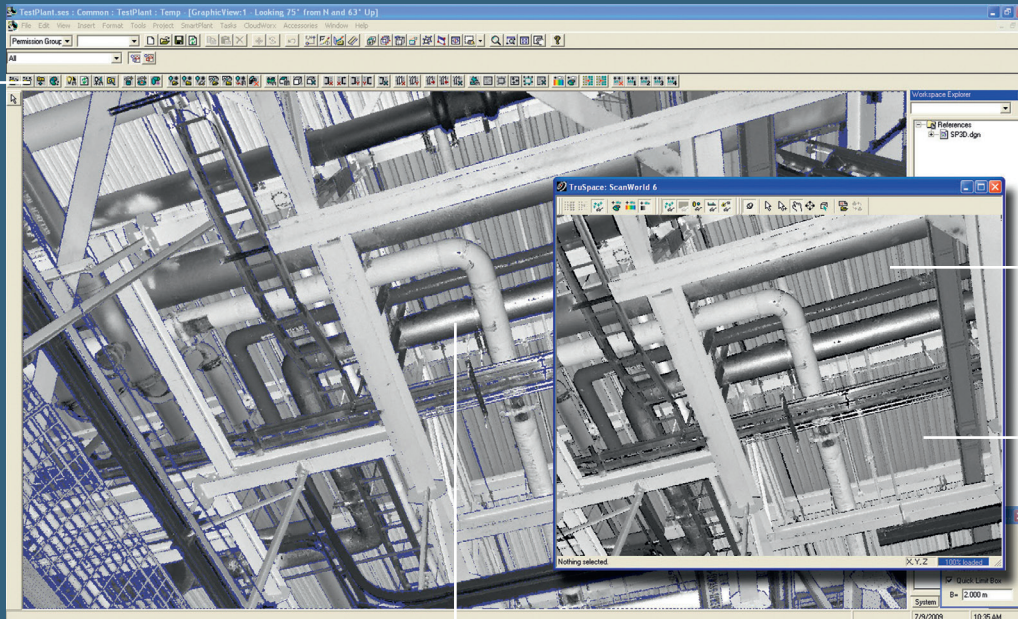 TestPlant.ses : Common : TestPlant : Temp - [GraphicView:1 - Looking 75° from N and 63° Up]
File Edit View Insert Format Tools Project SmartPlant Tasks CloudWorx Accessories Window Help
Permission Group
All
Workspace Explorer
References
SP3D.dgn
TruSpace: ScanWorld 6
Nothing selected.
X.Y.Z 100% loaded
Quick Limit Box
B= 2.000 m
System
7/9/2009 10:35 AM